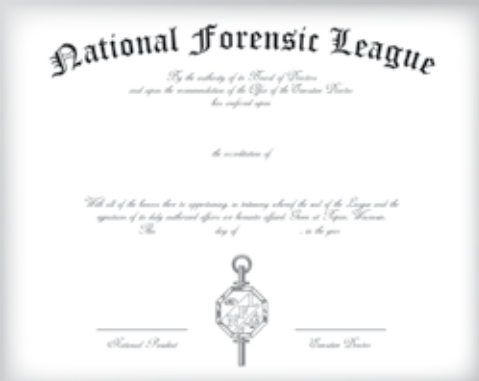 National Forensic League
By the authority of its Board of Directors
and upon the recommendation of the Office of the Executive Director
has conferred upon
the accreditation of
With all of the honors there to appertaining, in testimony whereof the seal of the League and the
signatures of its duly authorized officers are hereunto affixed. Given at Ripon, Wisconsin.
This day of , in the year
National President
Executive Director